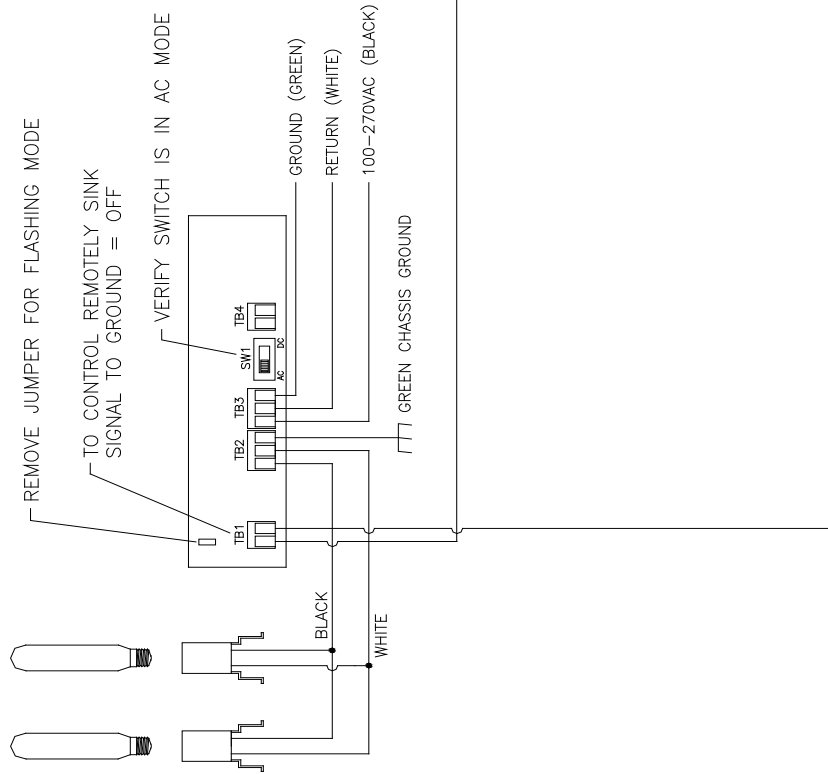 REMOVE JUMPER FOR FLASHING MODE
TO CONTROL REMOTELY SINK
SIGNAL TO GROUND = OFF
VERIFY SWITCH IS IN AC MODE
TB1
TB2
TB3
SW1
AC
DC
TB4
GROUND (GREEN)
RETURN (WHITE)
100-270VAC (BLACK)
GREEN CHASSIS GROUND
BLACK
WHITE